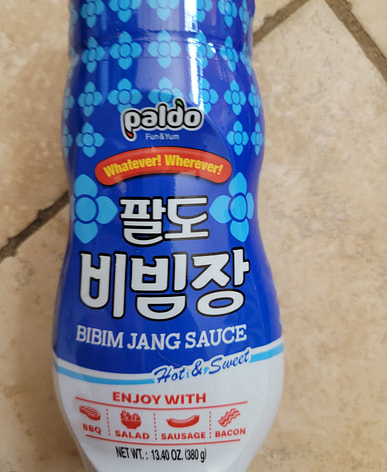 paldo
Fun&Yum
Whatever! Wherever!
팔도
비빔장
BIBIM JANG SAUCE
Hot & Sweet
ENJOY WITH
BBQ SALAD SAUSAGE BACON
NET WT. : 13.40 OZ. (380 g)